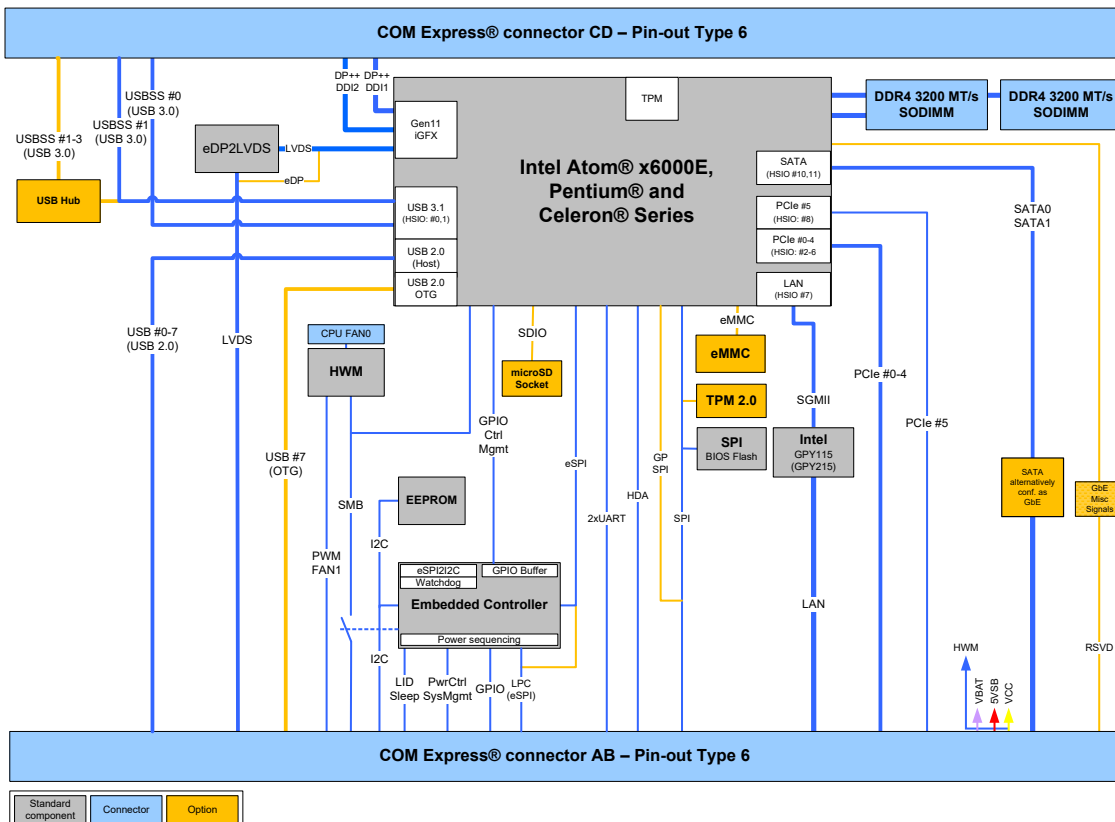 COM Express® connector CD – Pin-out Type 6
USBSS #0
(USB 3.0)
USBSS #1
(USB 3.0)
USBSS #1-3
(USB 3.0)
USB Hub
eDP2LVDS
LVDS
eDP
DP++
DDI2
DP++
DDI1
Gen11
iGFX
TPM
Intel Atom® x6000E,
Pentium® and
Celeron® Series
USB 3.1
(HSIO: #0,1)
USB 2.0
(Host)
USB 2.0
OTG
SATA
(HSIO #10,11)
PCIe #5
(HSIO: #8)
PCIe #0-4
(HSIO: #2-6
LAN
(HSIO #7)
DDR4 3200 MT/s
SODIMM
DDR4 3200 MT/s
SODIMM
SATA0
SATA1
USB #0-7
(USB 2.0)
LVDS
CPU FAN0
HWM
SDIO
microSD
Socket
eMMC
eMMC
TPM 2.0
SPI
BIOS Flash
SGMII
Intel
GPY115
(GPY215)
PCIe #0-4
PCIe #5
GPIO
Ctrl
Mgmt
eSPI
GP
SPI
USB #7
(OTG)
SMB
EEPROM
I2C
2xUART
HDA
SPI
SATA
alternatively
conf. as
GbE
GbE
Misc
Signals
PWM
FAN1
eSPI2I2C
Watchdog
GPIO Buffer
Embedded Controller
Power sequencing
LAN
I2C
LID
Sleep
PwrCtrl
SysMgmt
GPIO
LPC
(eSPI)
HWM
VBAT
5VSB
VCC
RSVD
COM Express® connector AB – Pin-out Type 6
Standard
component
Connector
Option